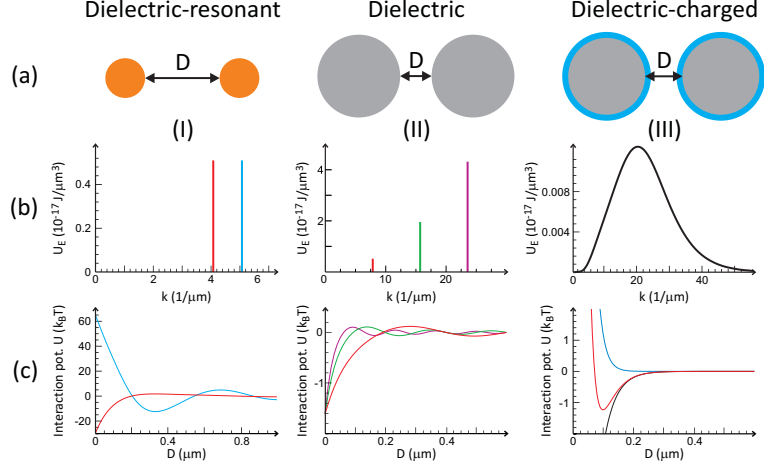 Dielectric-resonant Dielectric Dielectric-charged
(a) D D D
(I) (II) (III)
(b)
U_E (10^-17 J/μm^3) 0.4 0.2 0
0 2 4 6
k (1/μm)
U_E (10^-17 J/μm^3) 4 2 0
0 10 20
k (1/μm)
U_E (10^-17 J/μm^3) 0.008 0.004
0 20 40
k (1/μm)
(c)
Interaction pot. U (k_BT) 60 40 20 0 -20
0 0.4 0.8
D (μm)
Interaction pot. U (k_BT) 0 -1
0 0.2 0.4
D (μm)
Interaction pot. U (k_BT) 1 0 -1
0 0.2 0.4
D (μm)